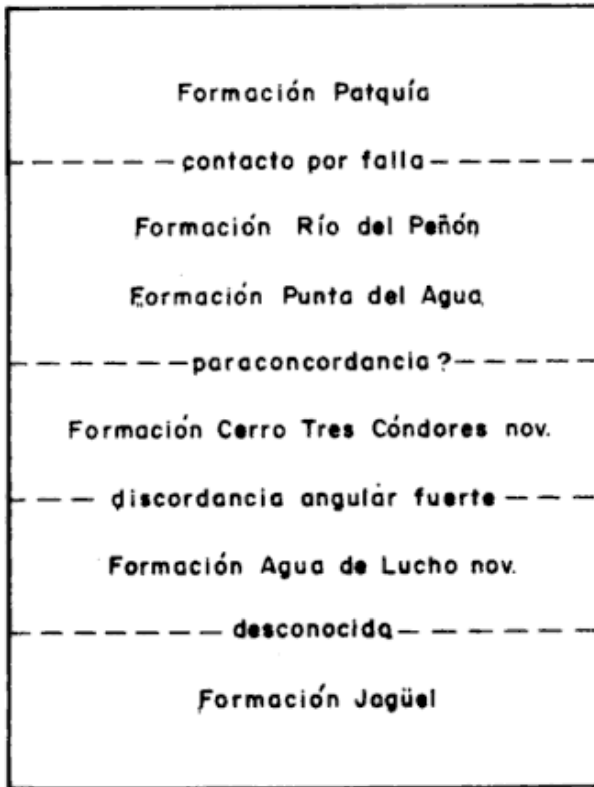 Formación Patquía
contacto por falla
Formación Río del Peñón
Formación Punta del Agua
paraconcordancia?
Formación Cerro Tres Cóndores nov.
discordancia angular fuerte
Formación Agua de Lucho nov.
desconocida
Formación Jagüel